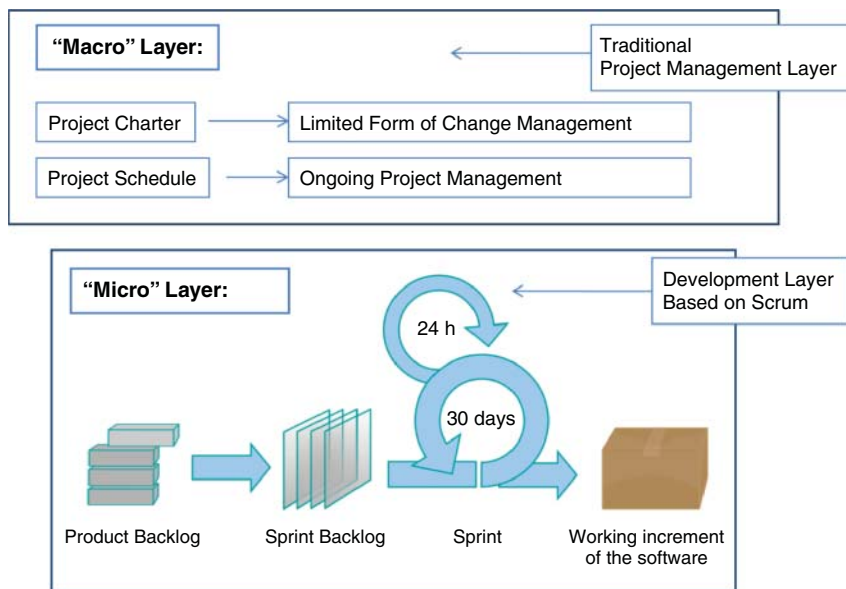 “Macro” Layer:
Traditional
Project Management Layer
Project Charter
Limited Form of Change Management
Project Schedule
Ongoing Project Management
“Micro” Layer:
Development Layer
Based on Scrum
24 h
30 days
Product Backlog
Sprint Backlog
Sprint
Working increment
of the software